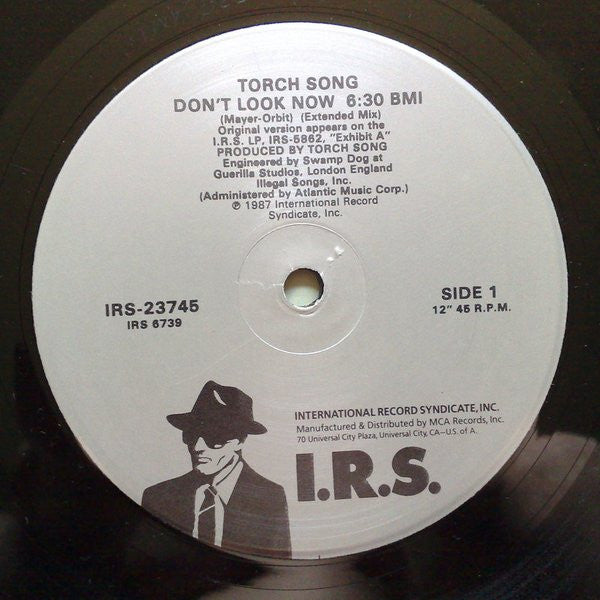 TORCH SONG
DON'T LOOK NOW 6:30 BMI
(Mayer-Orbit) (Extended Mix)
Original version appears on the
I.R.S. LP, IRS-5862, "Exhibit A"
PRODUCED BY TORCH SONG
Engineered by Swamp Dog at
Guerilla Studios, London England
Illegal Songs, Inc.
(Administered by Atlantic Music Corp.)
℗ 1987 International Record
Syndicate, Inc.
IRS-23745
IRS 6739
SIDE 1
12" 45 R.P.M.
INTERNATIONAL RECORD SYNDICATE, INC.
Manufactured & Distributed by MCA Records, Inc.
70 Universal City Plaza, Universal City, CA–U.S. of A.
I.R.S.